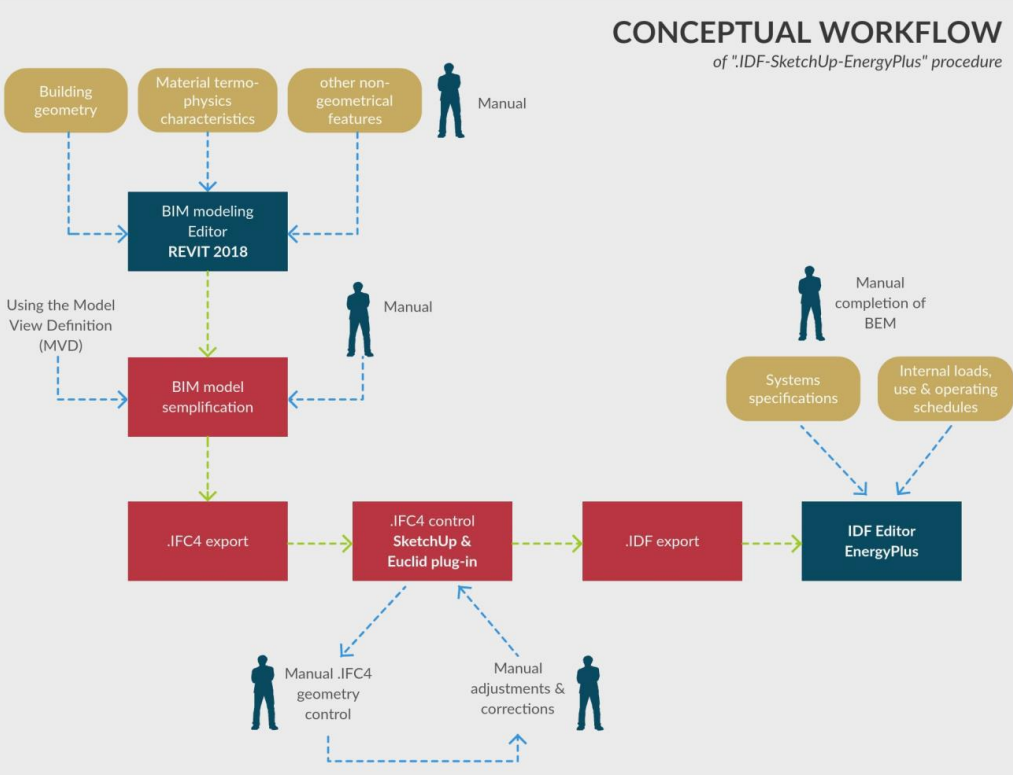 CONCEPTUAL WORKFLOW
of ".IDF-SketchUp-EnergyPlus" procedure
Building
geometry
Material termo-
physics
characteristics
other non-
geometrical
features
Manual
BIM modeling
Editor
REVIT 2018
Using the Model
View Definition
(MVD)
Manual
BIM model
semplification
Manual
completion of
BEM
Systems
specifications
Internal loads,
use & operating
schedules
.IFC4 export
.IFC4 control
SketchUp &
Euclid plug-in
.IDF export
IDF Editor
EnergyPlus
Manual .IFC4
geometry
control
Manual
adjustments &
corrections